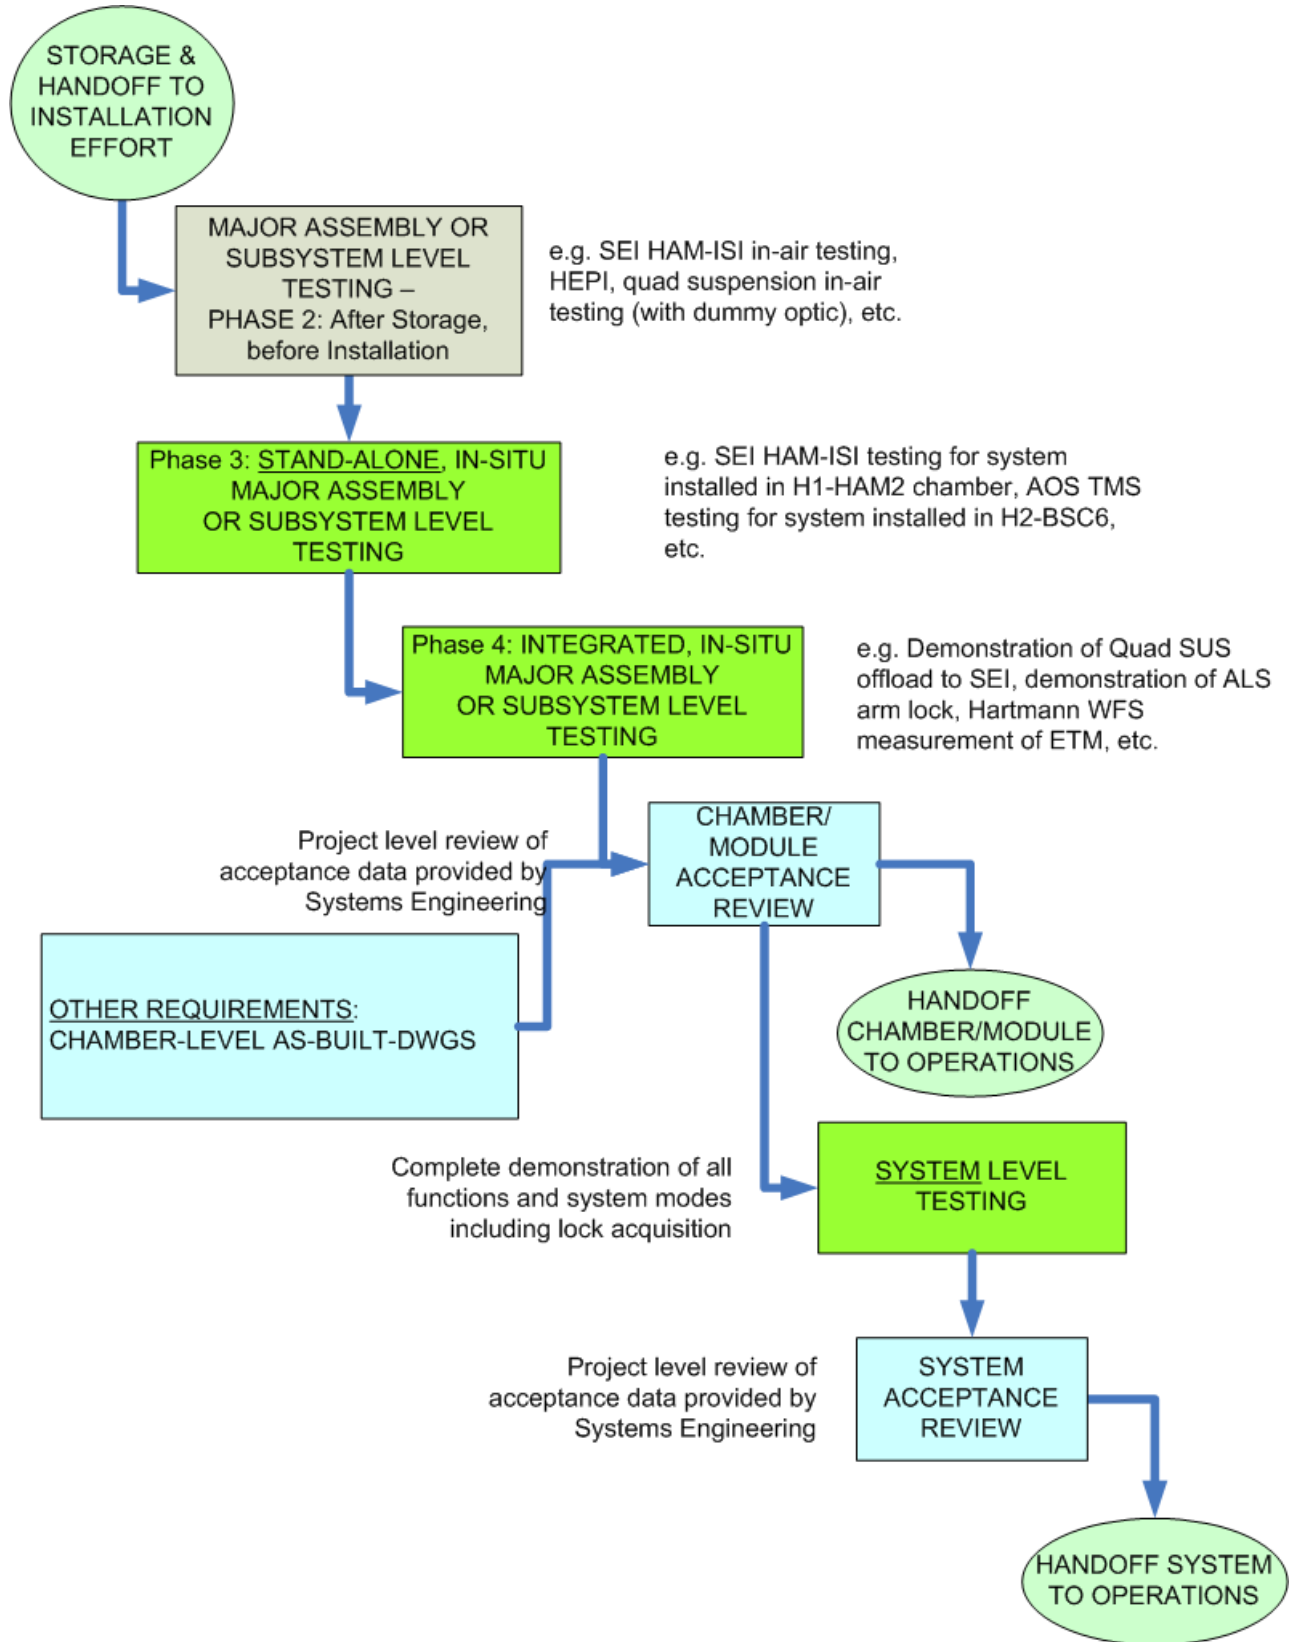 STORAGE &
HANDOFF TO
INSTALLATION
EFFORT
MAJOR ASSEMBLY OR
SUBSYSTEM LEVEL
TESTING –
PHASE 2: After Storage,
before Installation
e.g. SEI HAM-ISI in-air testing,
HEPI, quad suspension in-air
testing (with dummy optic), etc.
Phase 3: STAND-ALONE, IN-SITU
MAJOR ASSEMBLY
OR SUBSYSTEM LEVEL
TESTING
e.g. SEI HAM-ISI testing for system
installed in H1-HAM2 chamber, AOS TMS
testing for system installed in H2-BSC6,
etc.
Phase 4: INTEGRATED, IN-SITU
MAJOR ASSEMBLY
OR SUBSYSTEM LEVEL
TESTING
e.g. Demonstration of Quad SUS
offload to SEI, demonstration of ALS
arm lock, Hartmann WFS
measurement of ETM, etc.
Project level review of
acceptance data provided by
Systems Engineering
CHAMBER/
MODULE
ACCEPTANCE
REVIEW
OTHER REQUIREMENTS:
CHAMBER-LEVEL AS-BUILT-DWGS
HANDOFF
CHAMBER/MODULE
TO OPERATIONS
Complete demonstration of all
functions and system modes
including lock acquisition
SYSTEM LEVEL
TESTING
Project level review of
acceptance data provided by
Systems Engineering
SYSTEM
ACCEPTANCE
REVIEW
HANDOFF SYSTEM
TO OPERATIONS